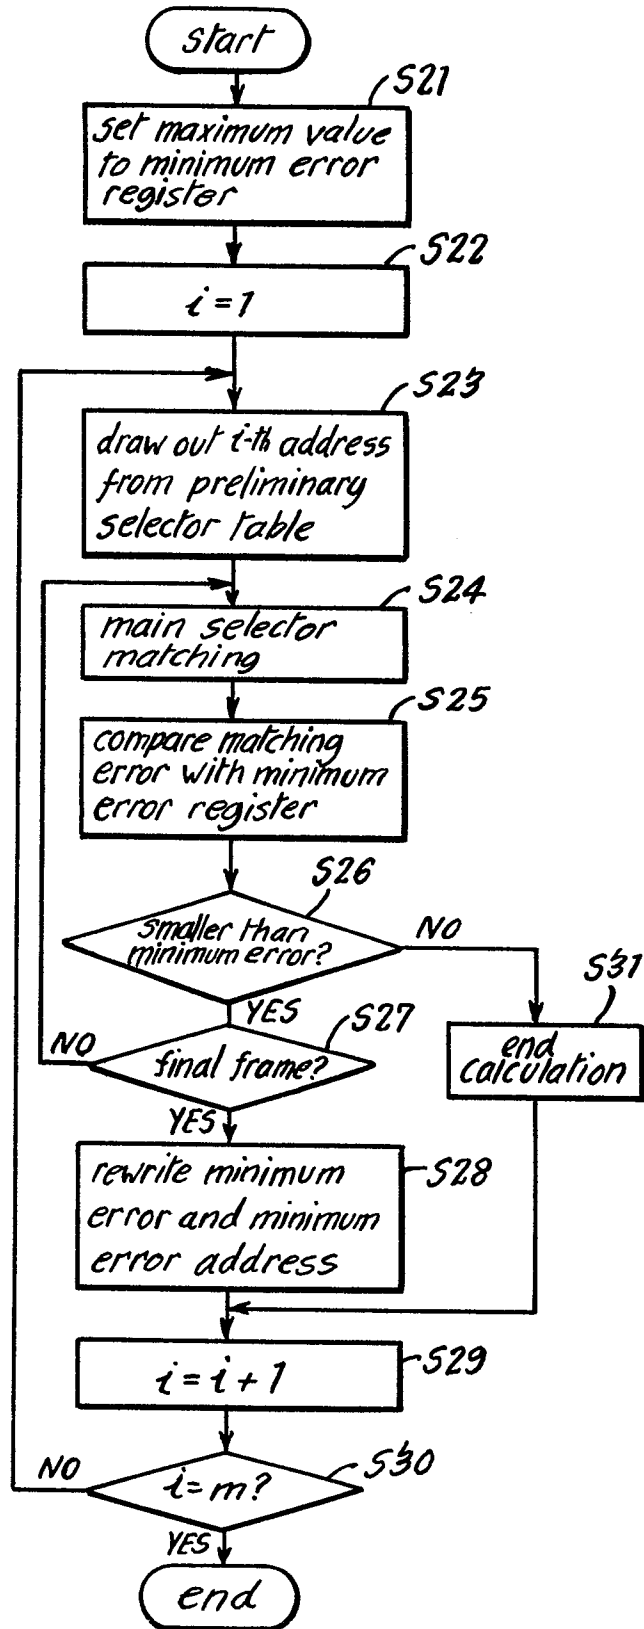 start
S21
set maximum value
to minimum error
register
S22
i = 1
S23
draw out i-th address
from preliminary
selector table
S24
main selector
matching
S25
compare matching
error with minimum
error register
S26
smaller than
minimum error?
NO
YES
S31
end
calculation
S27
NO
final frame?
YES
S28
rewrite minimum
error and minimum
error address
S29
i = i + 1
S30
NO
i = m?
YES
end